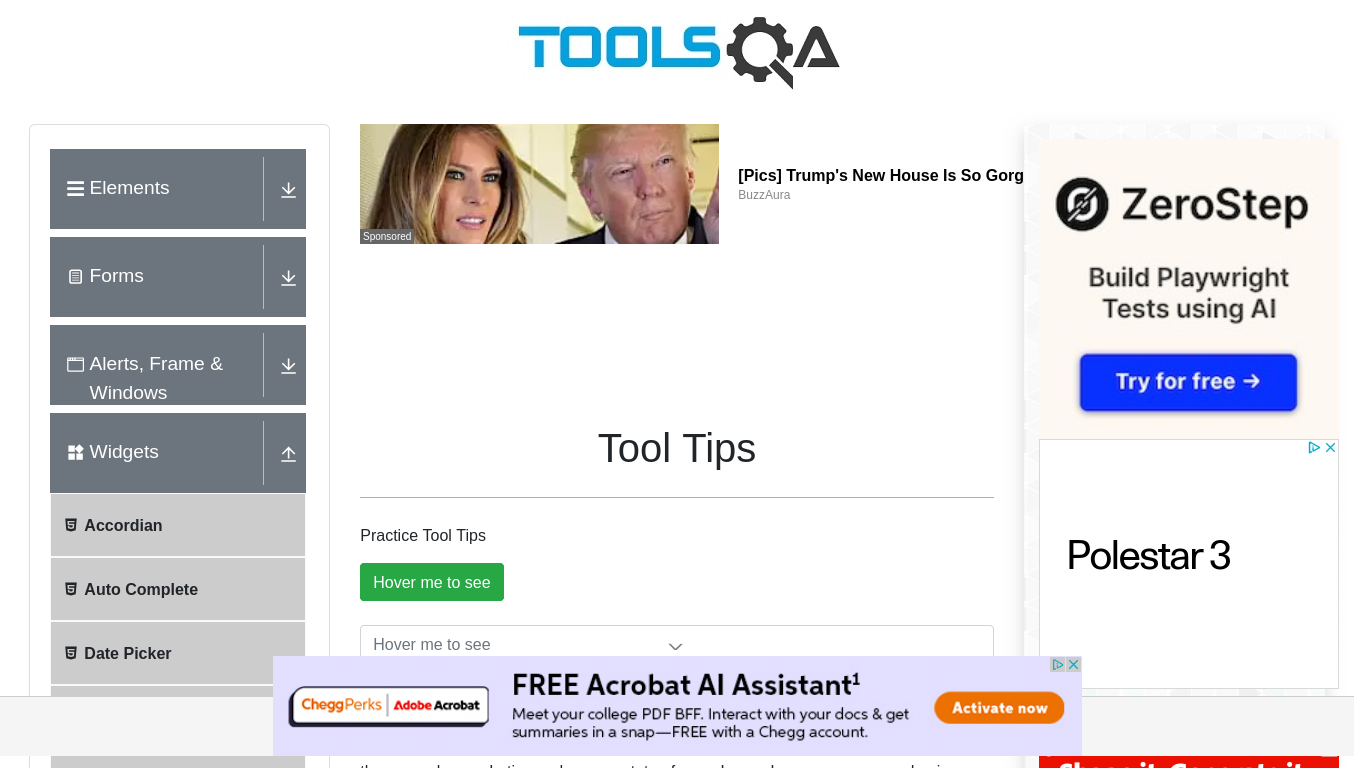 TOOLSQA
Elements
Forms
Alerts, Frame &
Windows
Widgets
Accordian
Auto Complete
Date Picker
Sponsored
[Pics] Trump's New House Is So Gorg
BuzzAura
Tool Tips
Practice Tool Tips
Hover me to see
Hover me to see
ZeroStep
Build Playwright
Tests using AI
Try for free →
Polestar 3
CheggPerks | Adobe Acrobat
FREE Acrobat AI Assistant¹
Meet your college PDF BFF. Interact with your docs & get
summaries in a snap—FREE with a Chegg account.
Activate now